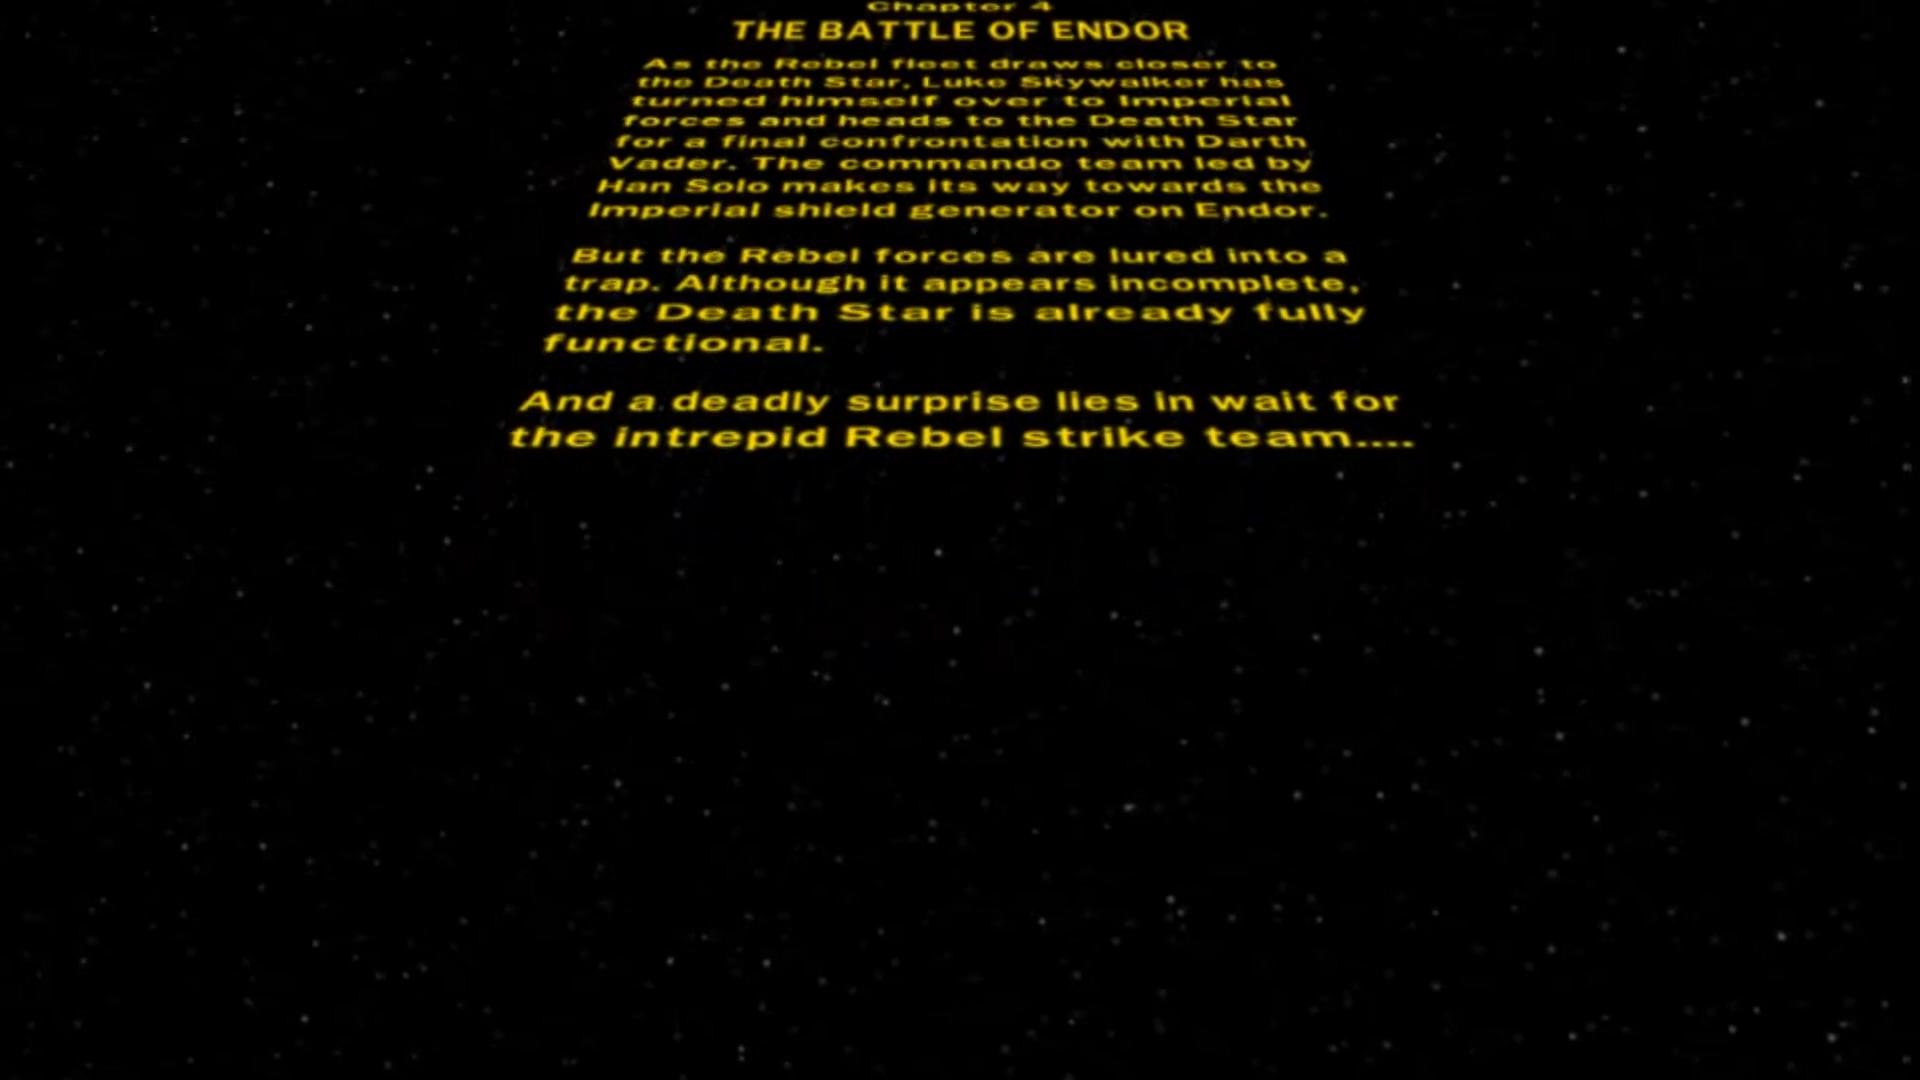 Chapter 4
THE BATTLE OF ENDOR
As the Rebel fleet draws closer to
the Death Star, Luke Skywalker has
turned himself over to Imperial
forces and heads to the Death Star
for a final confrontation with Darth
Vader. The commando team led by
Han Solo makes its way towards the
Imperial shield generator on Endor.
But the Rebel forces are lured into a
trap. Although it appears incomplete,
the Death Star is already fully
functional.
And a deadly surprise lies in wait for
the intrepid Rebel strike team....